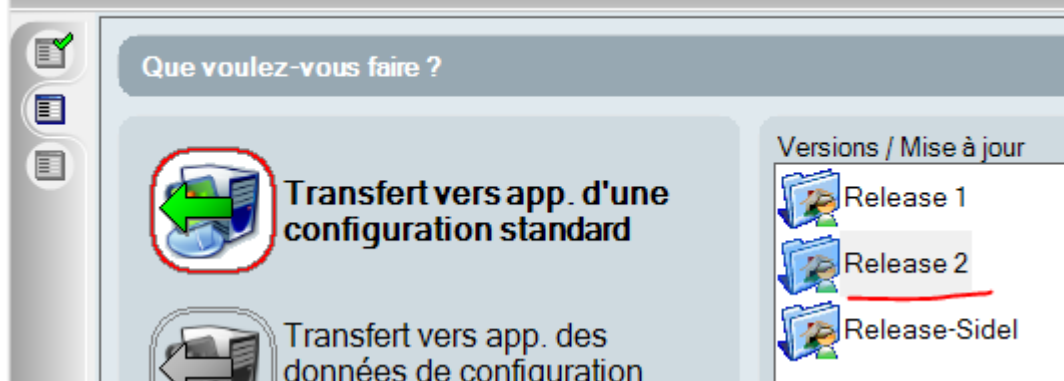 Que voulez-vous faire ?
Transfert vers app. d'une
configuration standard
Transfert vers app. des
données de configuration
Versions / Mise à jour
Release 1
Release 2
Release-Sidel